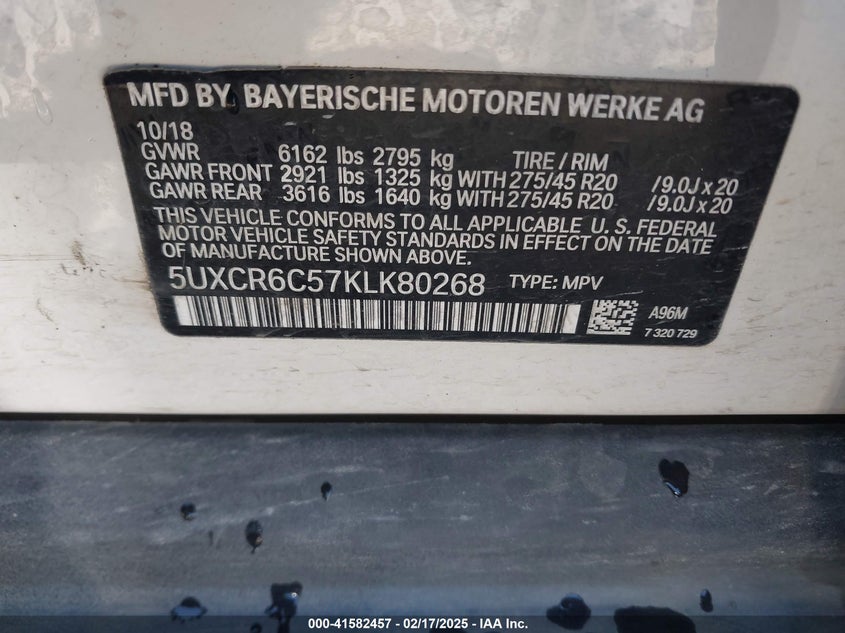 MFD BY BAYERISCHE MOTOREN WERKE AG
10/18
GVWR 6162 lbs 2795 kg TIRE / RIM
GAWR FRONT 2921 lbs 1325 kg WITH 275/45 R20 /9.0J x 20
GAWR REAR 3616 lbs 1640 kg WITH 275/45 R20 /9.0J x 20
THIS VEHICLE CONFORMS TO ALL APPLICABLE U. S. FEDERAL
MOTOR VEHICLE SAFETY STANDARDS IN EFFECT ON THE DATE
OF MANUFACTURE SHOWN ABOVE.
5UXCR6C57KLK80268 TYPE: MPV
A96M
7 320 729
000-41582457 - 02/17/2025 - IAA Inc.